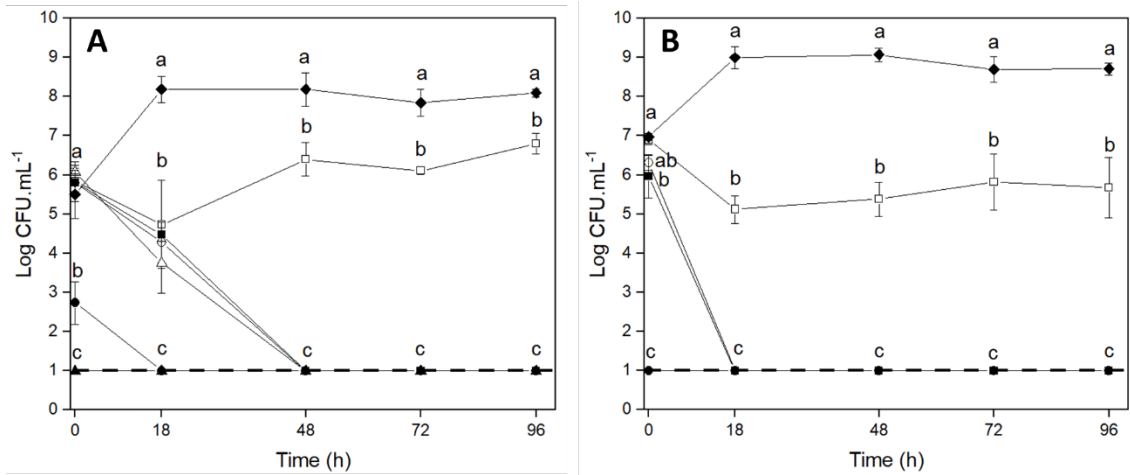 A
10
9
8
7
6
5
4
3
2
1
0
Log CFU.mL-1
a a a a a
b b b b
b
c c c c c
0 18 48 72 96
Time (h)
B
10
9
8
7
6
5
4
3
2
1
0
Log CFU.mL-1
a a a a a
ab
b b b b b
c c c c c
0 18 48 72 96
Time (h)